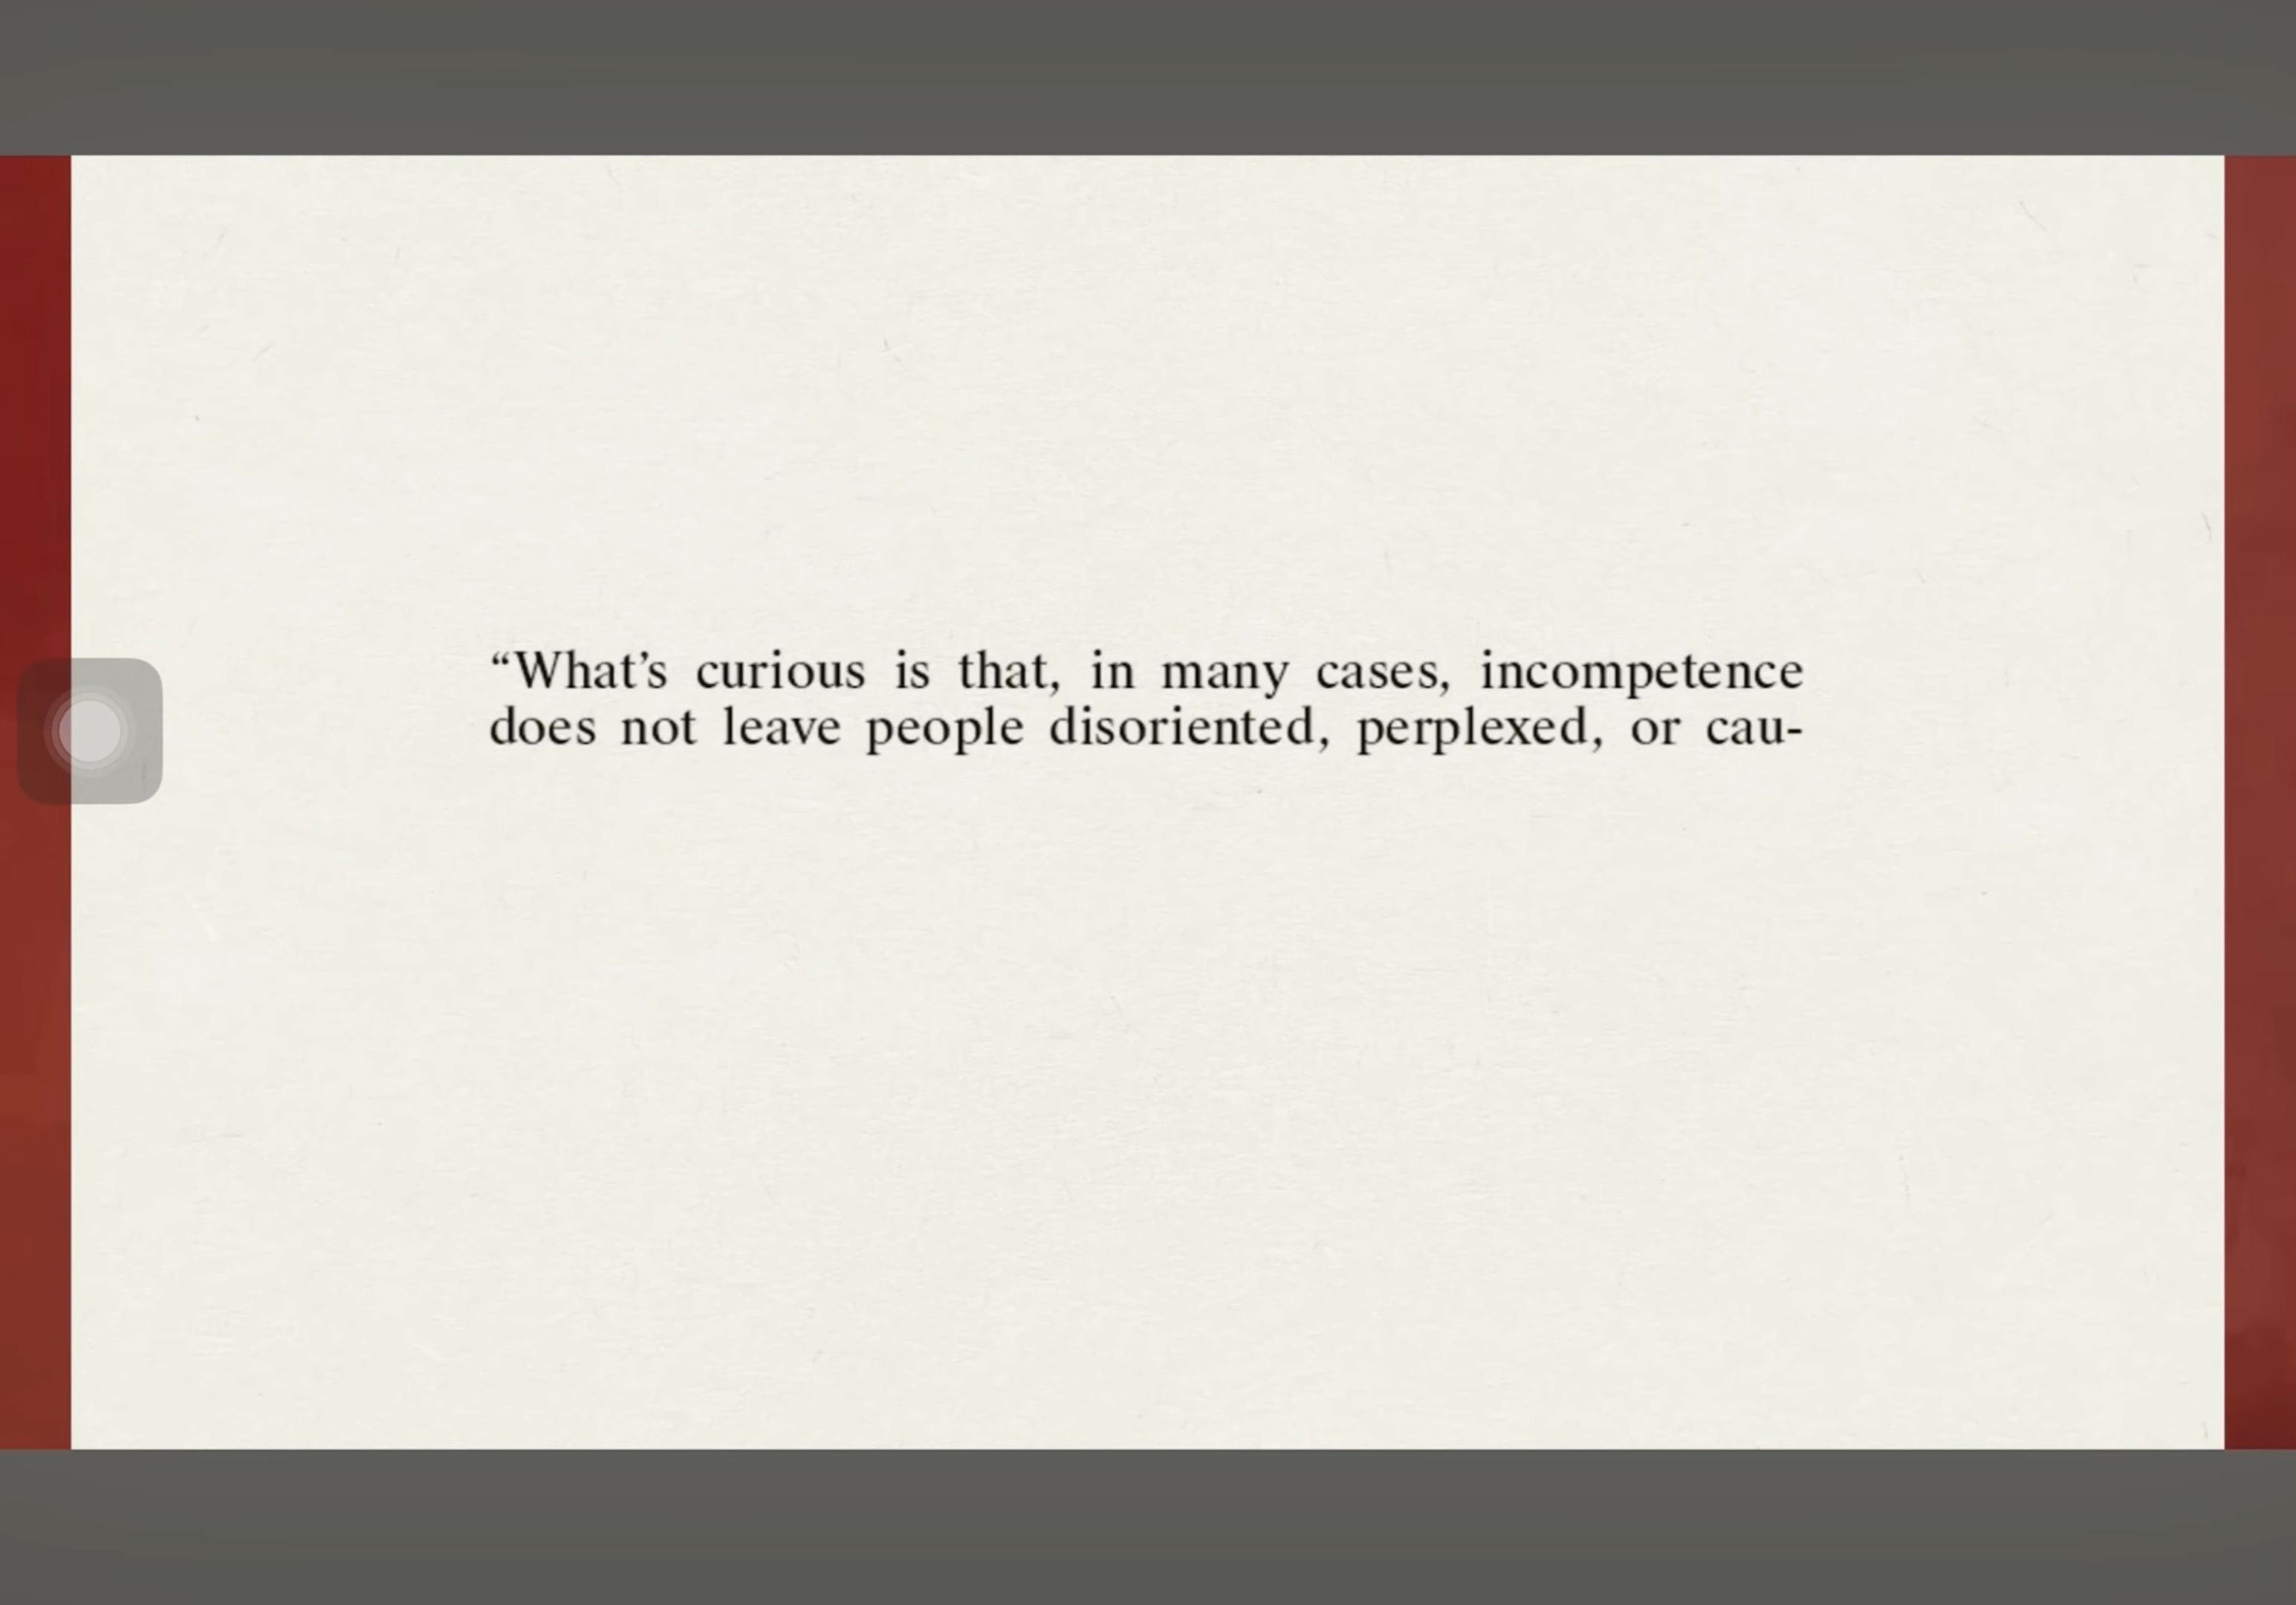 “What’s curious is that, in many cases, incompetence
does not leave people disoriented, perplexed, or cau-